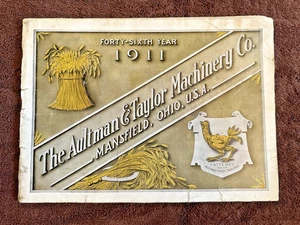 FORTY-SIXTH YEAR
1911
The Aultman & Taylor Machinery Co.
MANSFIELD, OHIO, U.S.A.